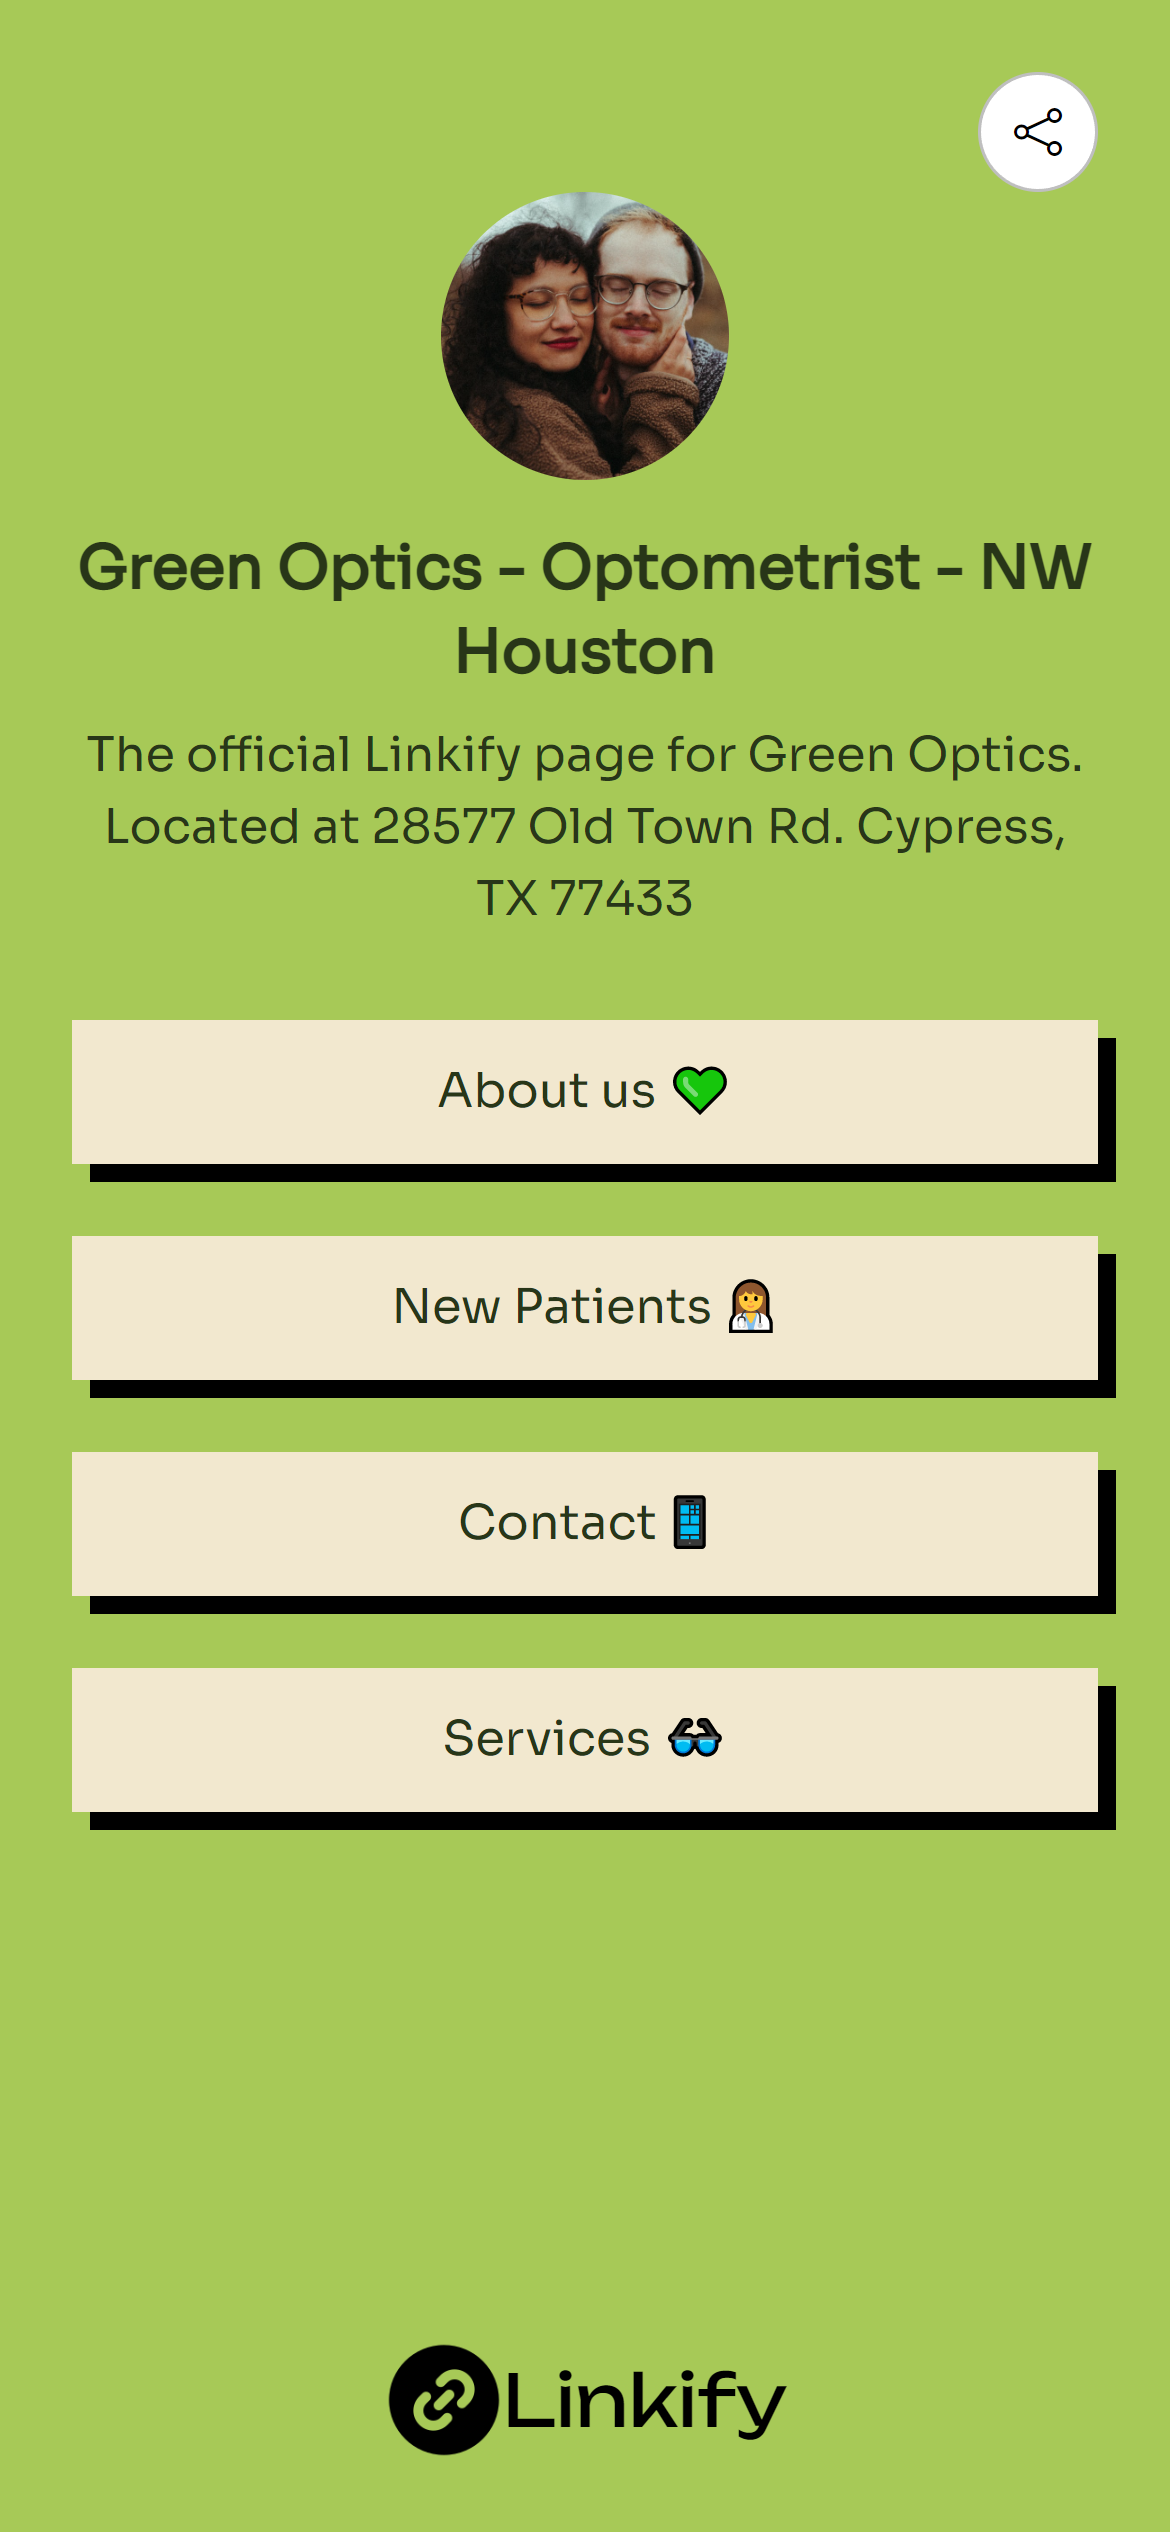 Green Optics - Optometrist - NW
Houston
The official Linkify page for Green Optics.
Located at 28577 Old Town Rd. Cypress,
TX 77433
About us 💚
New Patients 👩‍⚕️
Contact 📱
Services 👓
Linkify